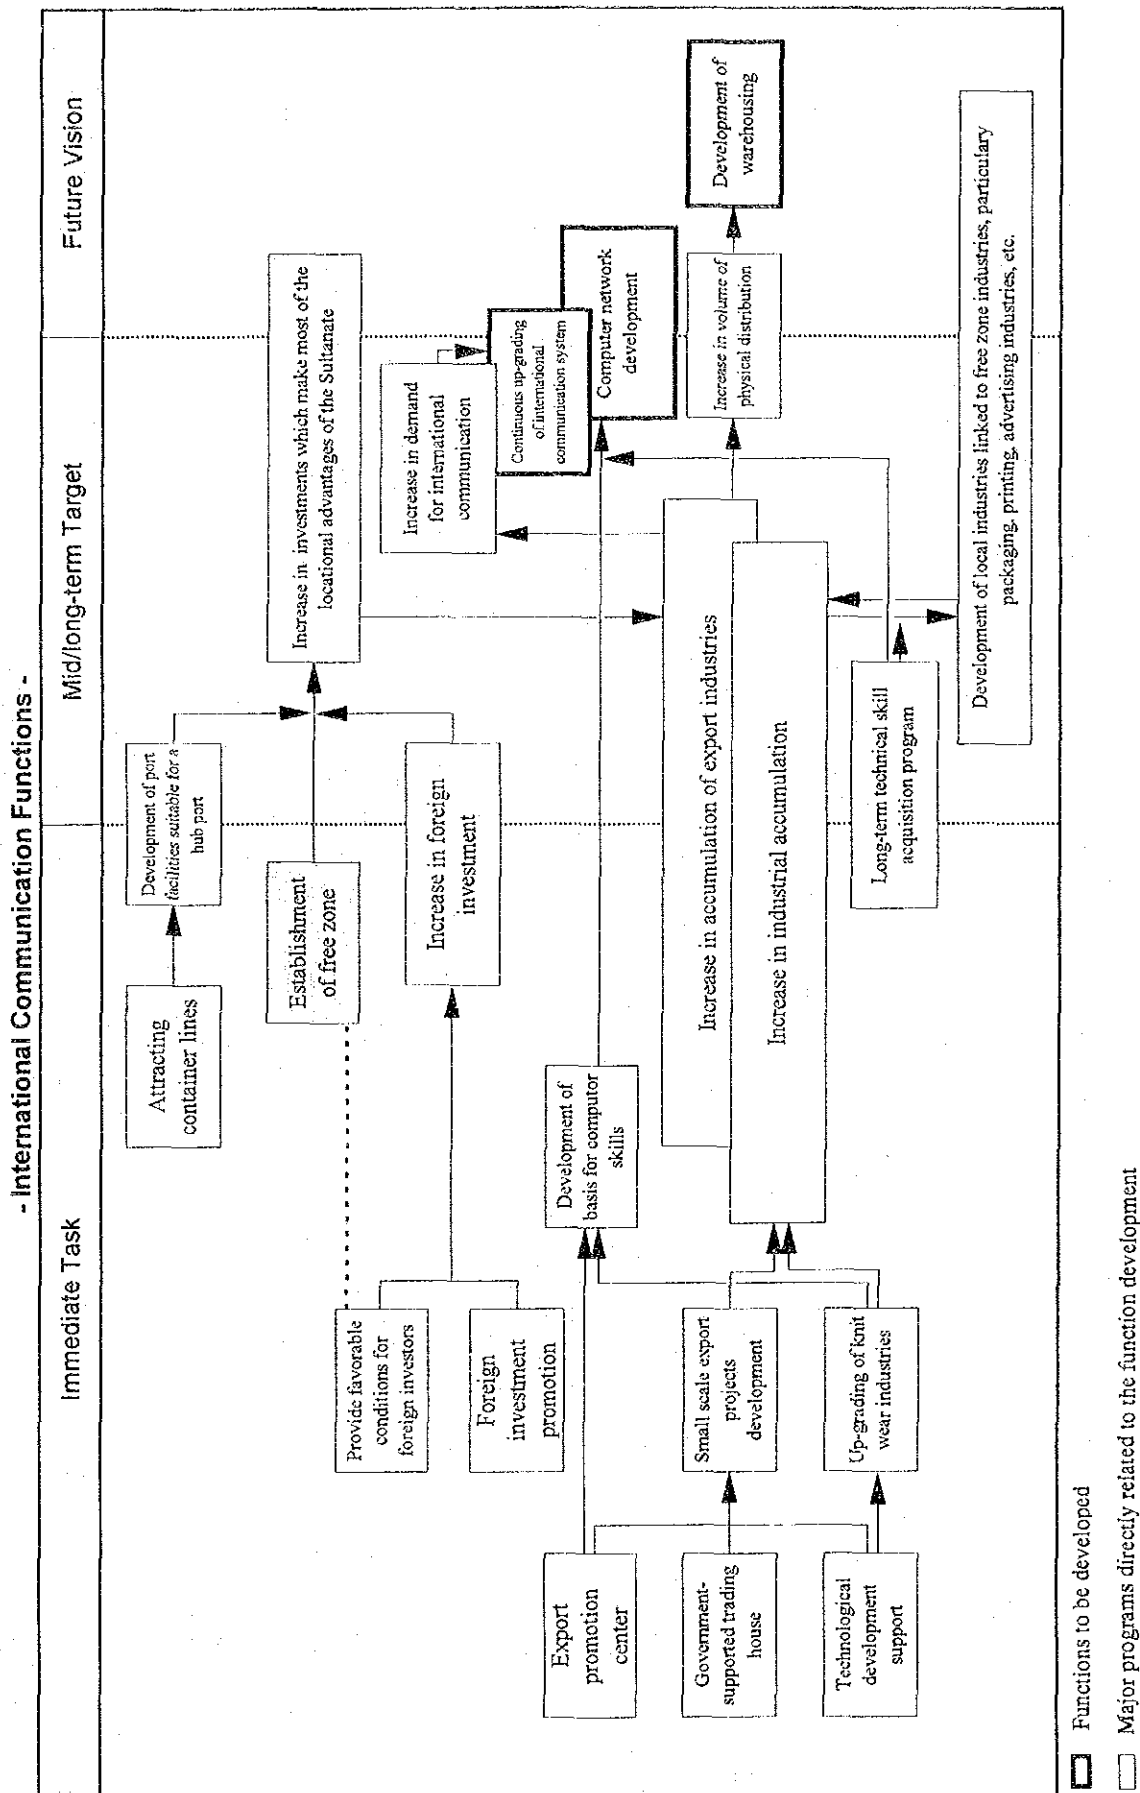 - International Communication Functions -
Immediate Task
Mid/long-term Target
Future Vision
Attracting
container lines
Development of port
facilities suitable for a
hub port
Establishment
of free zone
Increase in investments which make most of the
locational advantages of the Sultanate
Provide favorable
conditions for
foreign investors
Foreign
investment
promotion
Increase in foreign
investment
Increase in demand
for international
communication
Continuous up-grading
of international
communication system
Computer network
development
Export
promotion
center
Development of
basis for computor
skills
Government-
supported trading
house
Small scale export
projects
development
Increase in accumulation of export industries
Increase in industrial accumulation
Increase in volume of
physical distribution
Development of
warehousing
Technological
development
support
Up-grading of knit
wear industries
Long-term technical skill
acquisition program
Development of local industries linked to free zone industries, particulary
packaging, printing, advertising industries, etc.
Functions to be developed
Major programs directly related to the function development